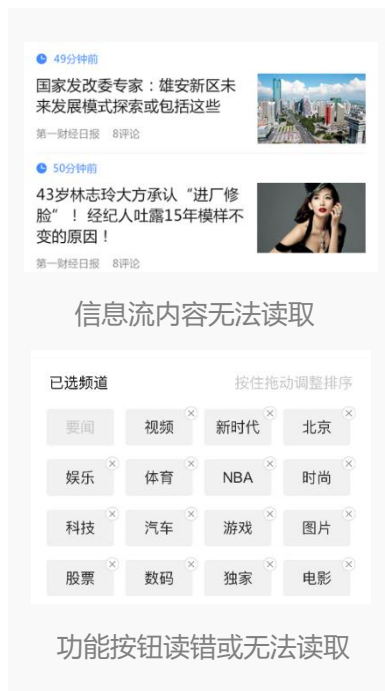 49分钟前
国家发改委专家：雄安新区未
来发展模式探索或包括这些
第一财经日报 8评论
50分钟前
43岁林志玲大方承认“进厂修
脸”！经纪人吐露15年模样不
变的原因！
第一财经日报 8评论
信息流内容无法读取
已选频道 按住拖动调整排序
要闻 视频 新时代 北京
娱乐 体育 NBA 时尚
科技 汽车 游戏 图片
股票 数码 独家 电影
功能按钮读错或无法读取